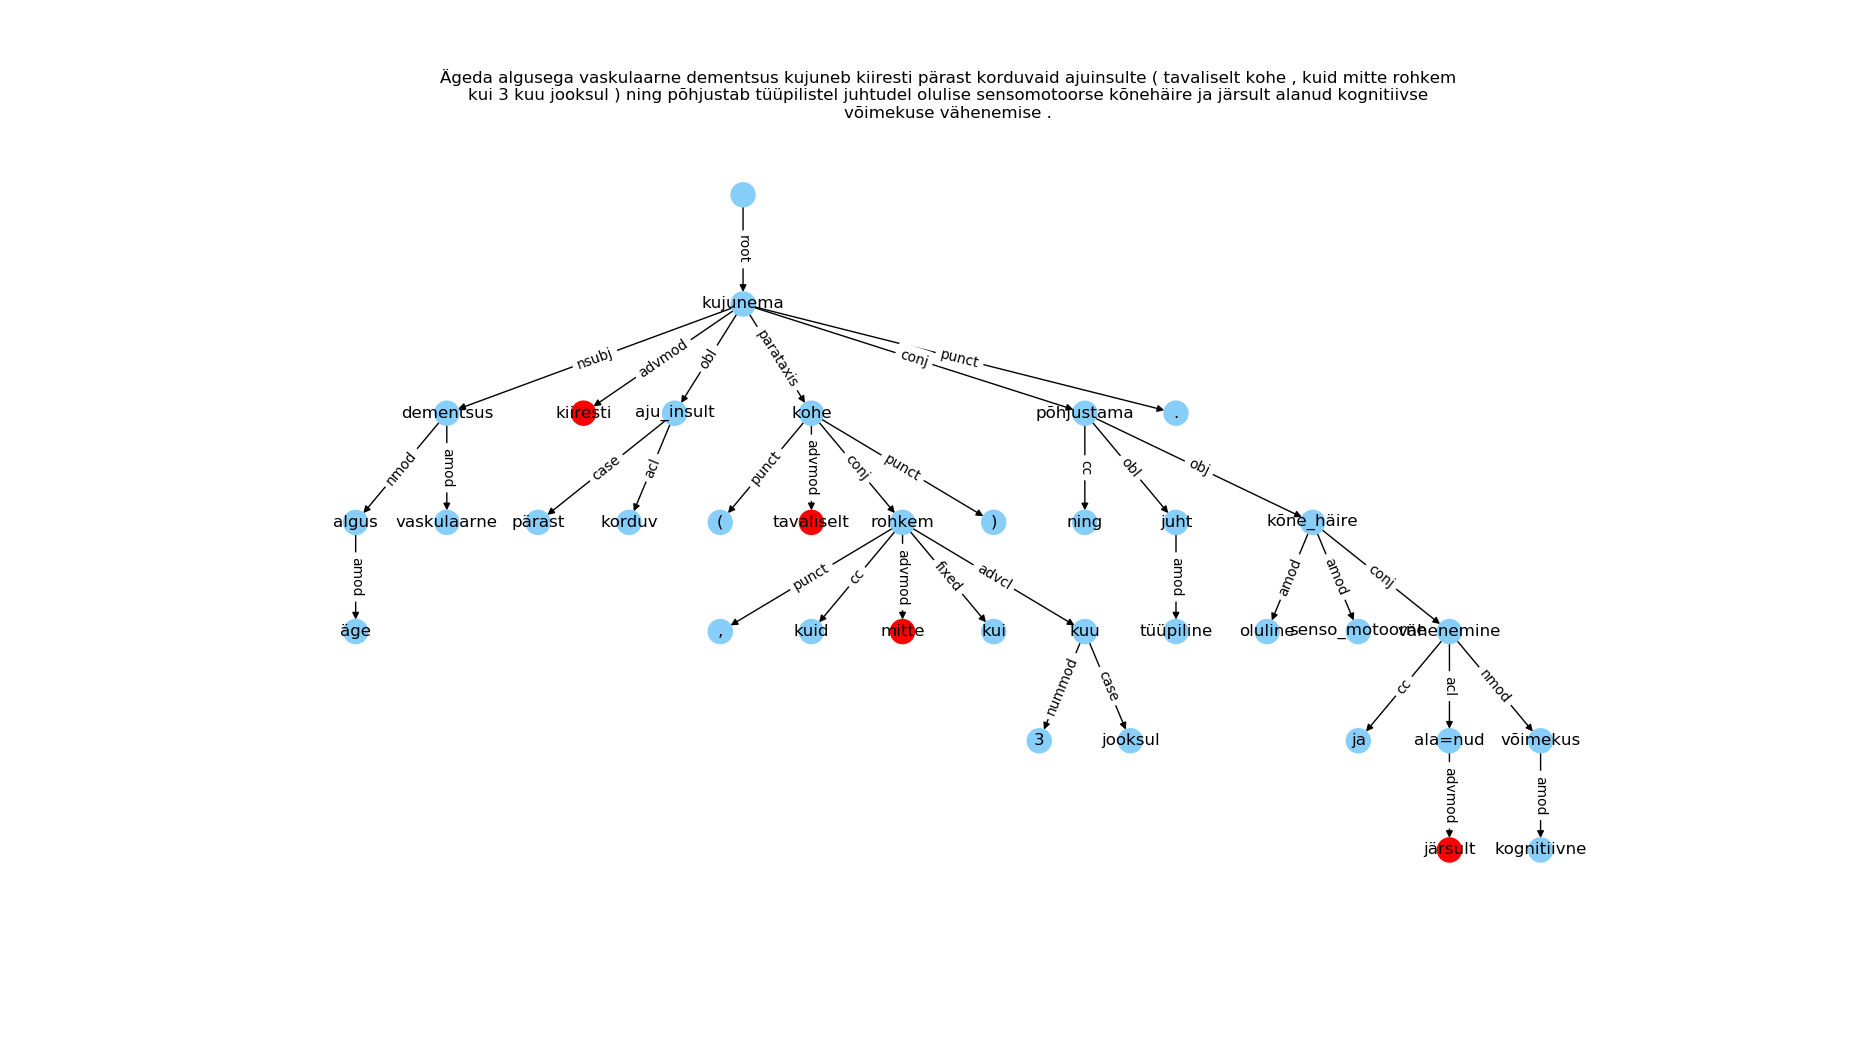 Ägeda algusega vaskulaarne dementsus kujuneb kiiresti pärast korduvaid ajuinsulte ( tavaliselt kohe , kuid mitte rohkem
kui 3 kuu jooksul ) ning põhjustab tüüpilistel juhtudel olulise sensomotoorse kõnehäire ja järsult alanud kognitiivse
võimekuse vähenemise .
root
kujunema
nsubj advmod obl parataxis conj punct
dementsus kiiresti aju_insult kohe põhjustama .
nmod amod case acl punct advmod conj punct cc obl obj
algus vaskulaarne pärast korduv ( tavaliselt rohkem ) ning juht kõne_häire
amod punct cc advmod fixed advcl amod amod amod conj
äge , kuid mitte kui kuu tüüpiline oluline senso_motoorne vähenemine
nummod case cc acl nmod
3 jooksul ja ala=nud võimekus
advmod amod
järsult kognitiivne